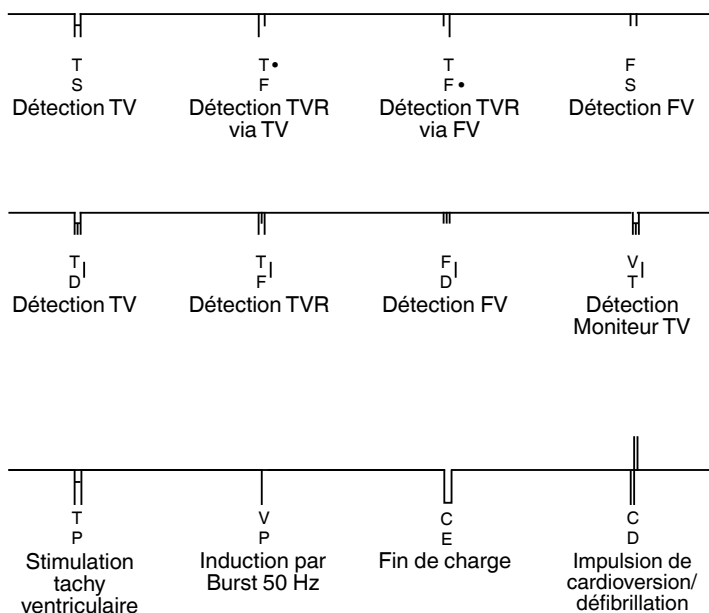 T T • T F
S F F • S
Détection TV Détection TVR Détection TVR Détection FV
via TV via FV
T| T| F| V|
D F D T
Détection TV Détection TVR Détection FV Détection
Moniteur TV
T V C C
P P E D
Stimulation Induction par Fin de charge Impulsion de
tachy Burst 50 Hz cardioversion/
ventriculaire défibrillation